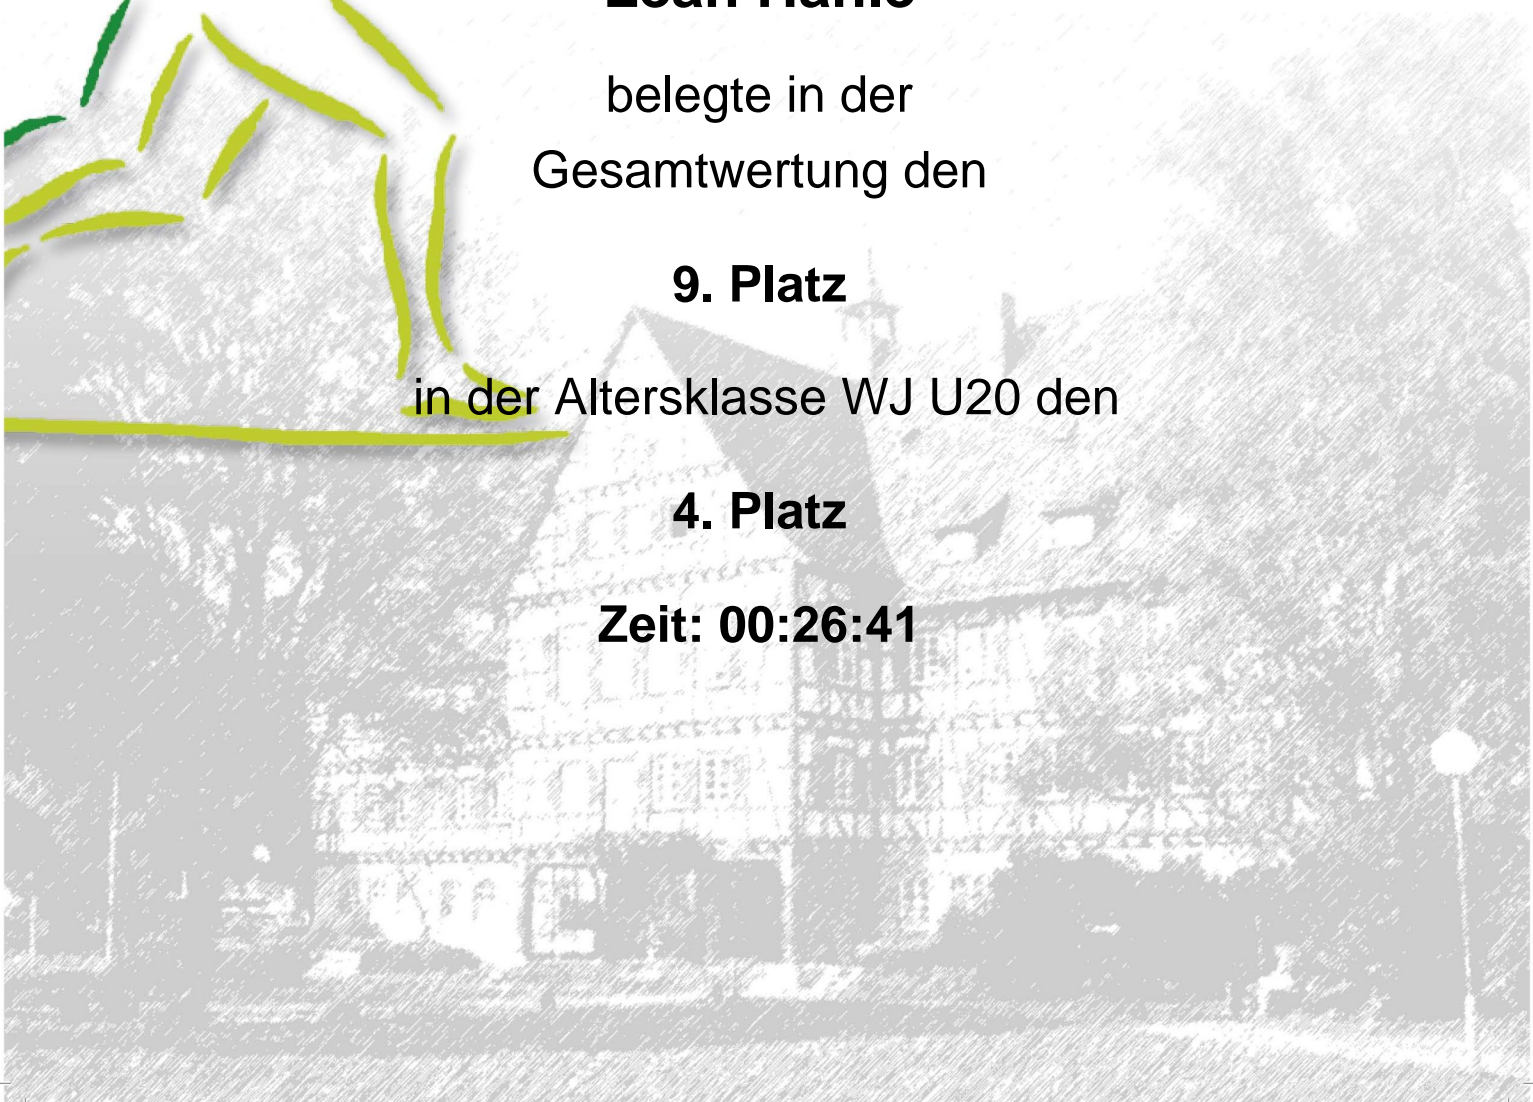 belegte in der
Gesamtwertung den
9. Platz
in der Altersklasse WJ U20 den
4. Platz
Zeit: 00:26:41